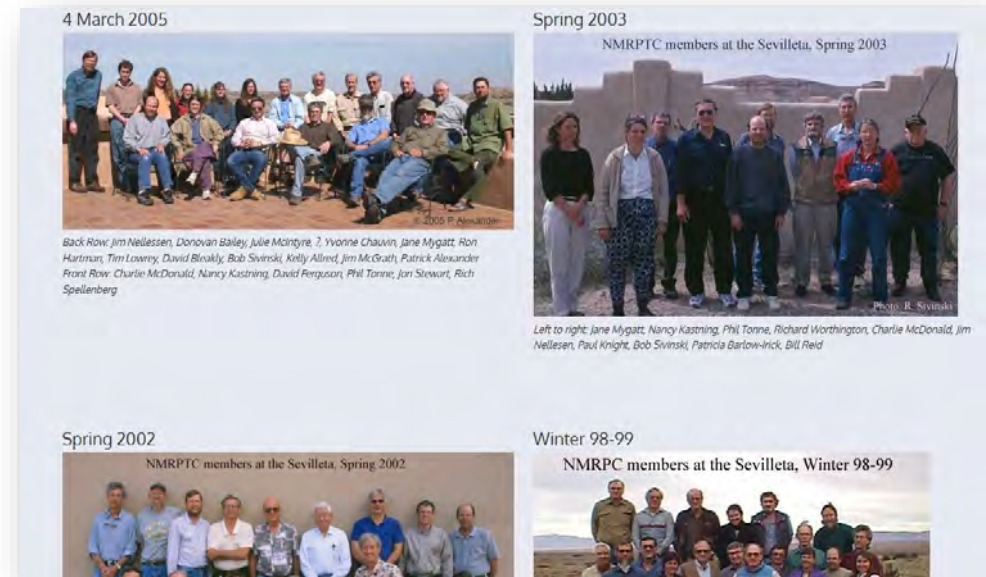 4 March 2005
© 2005 P. Alexander
Back Row: Jim Nellessen, Donovan Bailey, Julie McIntyre, ?, Yvonne Chauvin, Jane Mygatt, Ron
Hartman, Tim Lowrey, David Bleakly, Bob Sivinski, Kelly Allred, Jim McGrath, Patrick Alexander
Front Row: Charlie McDonald, Nancy Kastning, David Ferguson, Phil Tonne, Jon Stewart, Rich
Spellenberg
Spring 2003
NMRPTC members at the Sevilleta, Spring 2003
Photo: R. Sivinski
Left to right: Jane Mygatt, Nancy Kastning, Phil Tonne, Richard Worthington, Charlie McDonald, Jim
Nellesen, Paul Knight, Bob Sivinski, Patricia Barlow-Irick, Bill Reid
Spring 2002
NMRPTC members at the Sevilleta, Spring 2002
Winter 98-99
NMRPC members at the Sevilleta, Winter 98-99